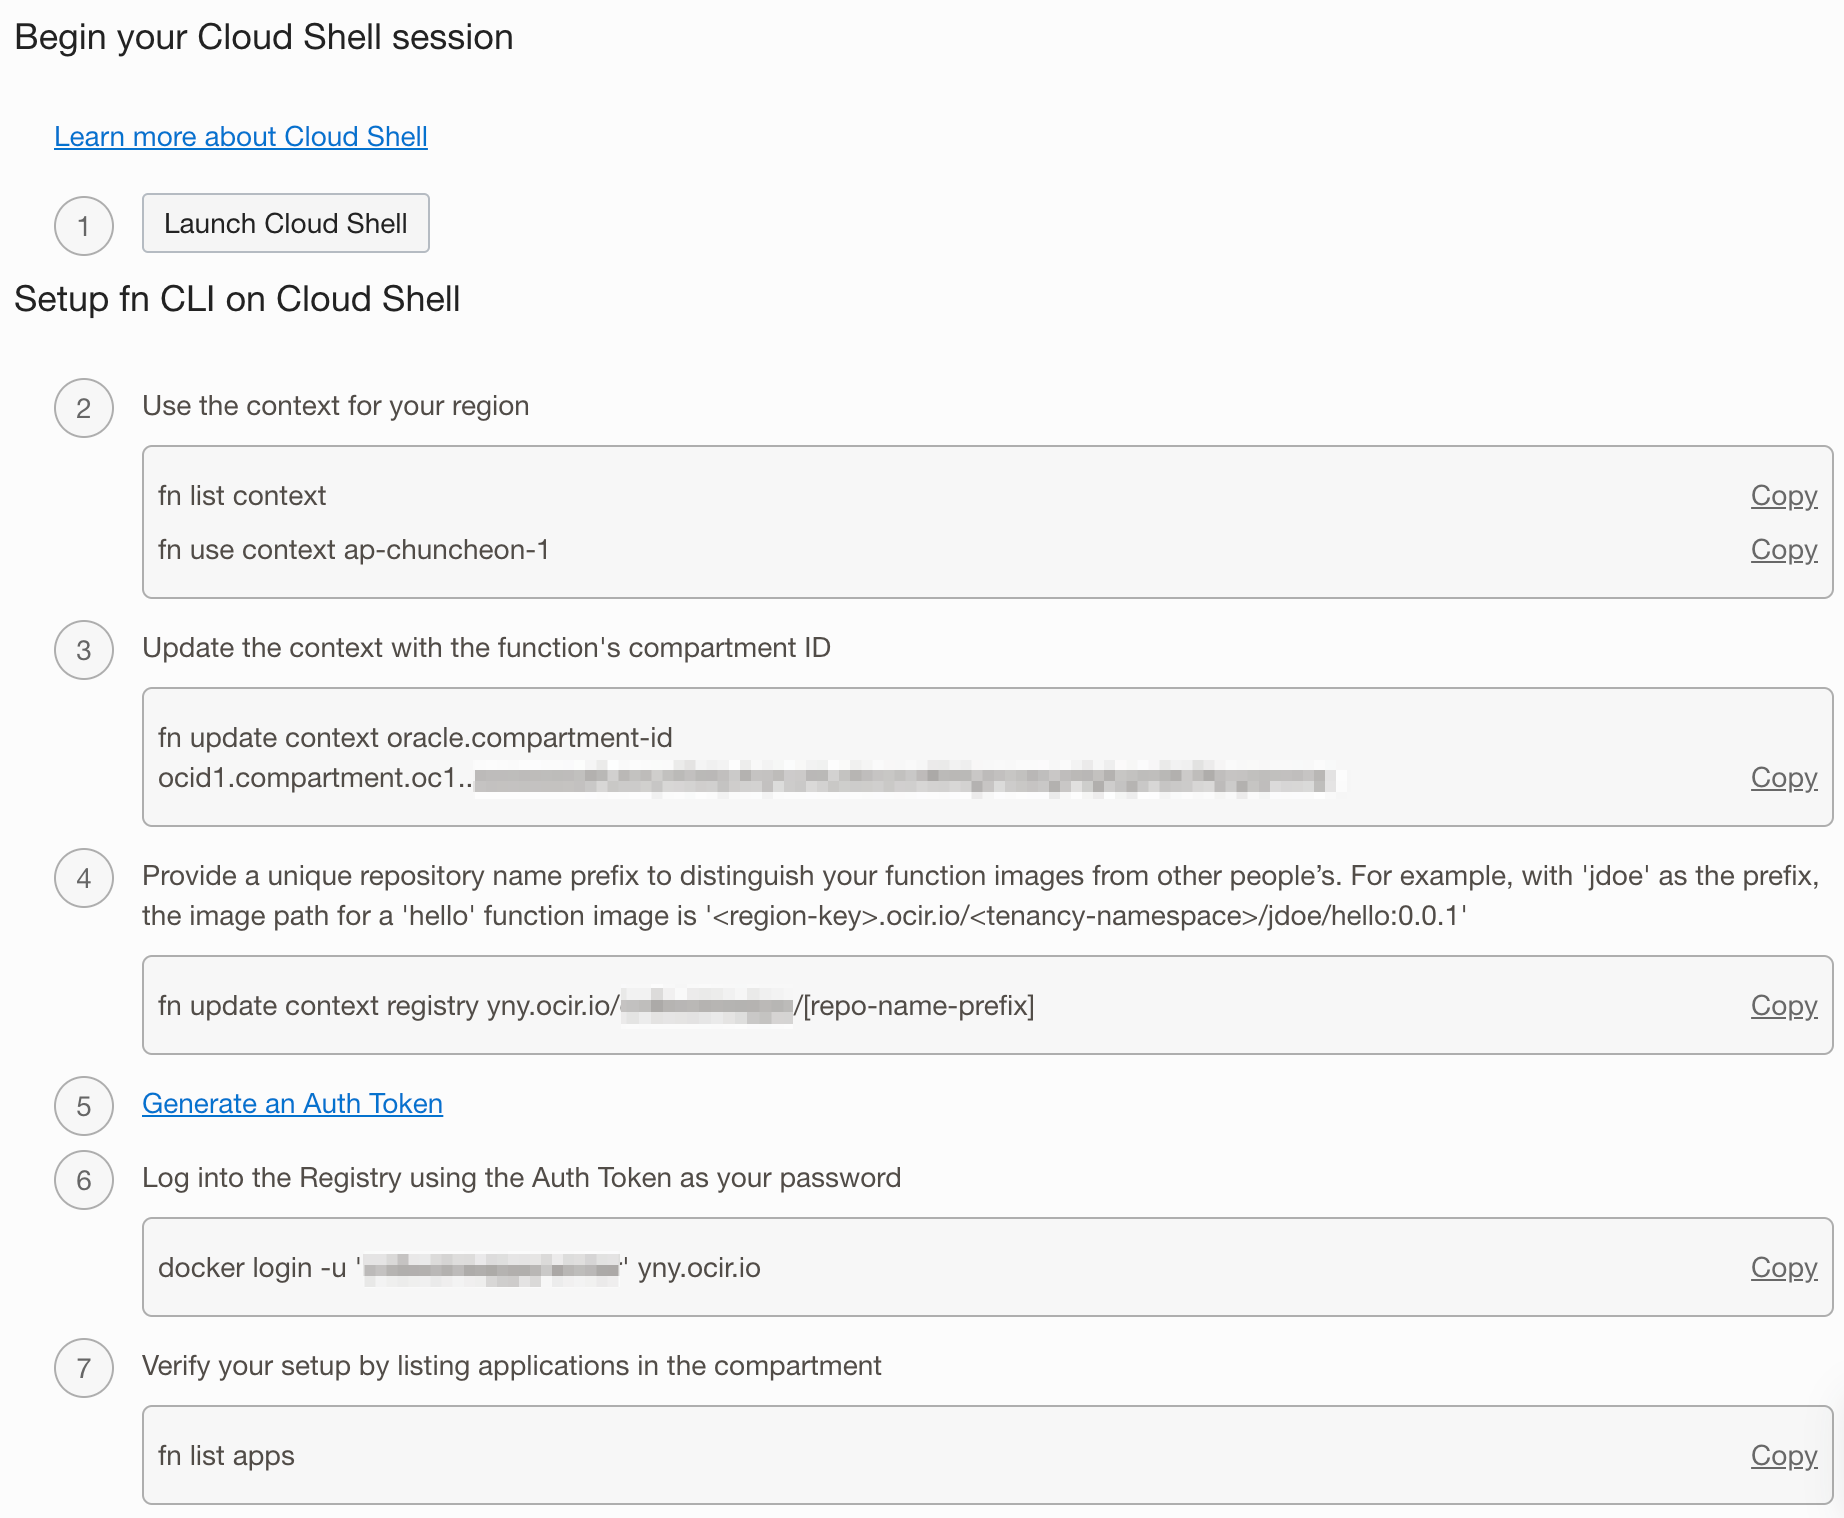 Begin your Cloud Shell session
Learn more about Cloud Shell
1
Launch Cloud Shell
Setup fn CLI on Cloud Shell
2
Use the context for your region
fn list context
Copy
fn use context ap-chuncheon-1
Copy
3
Update the context with the function's compartment ID
fn update context oracle.compartment-id
ocid1.compartment.oc1..
Copy
4
Provide a unique repository name prefix to distinguish your function images from other people’s. For example, with 'jdoe' as the prefix,
the image path for a 'hello' function image is '<region-key>.ocir.io/<tenancy-namespace>/jdoe/hello:0.0.1'
fn update context registry yny.ocir.io/ /[repo-name-prefix]
Copy
5
Generate an Auth Token
6
Log into the Registry using the Auth Token as your password
docker login -u ' ' yny.ocir.io
Copy
7
Verify your setup by listing applications in the compartment
fn list apps
Copy